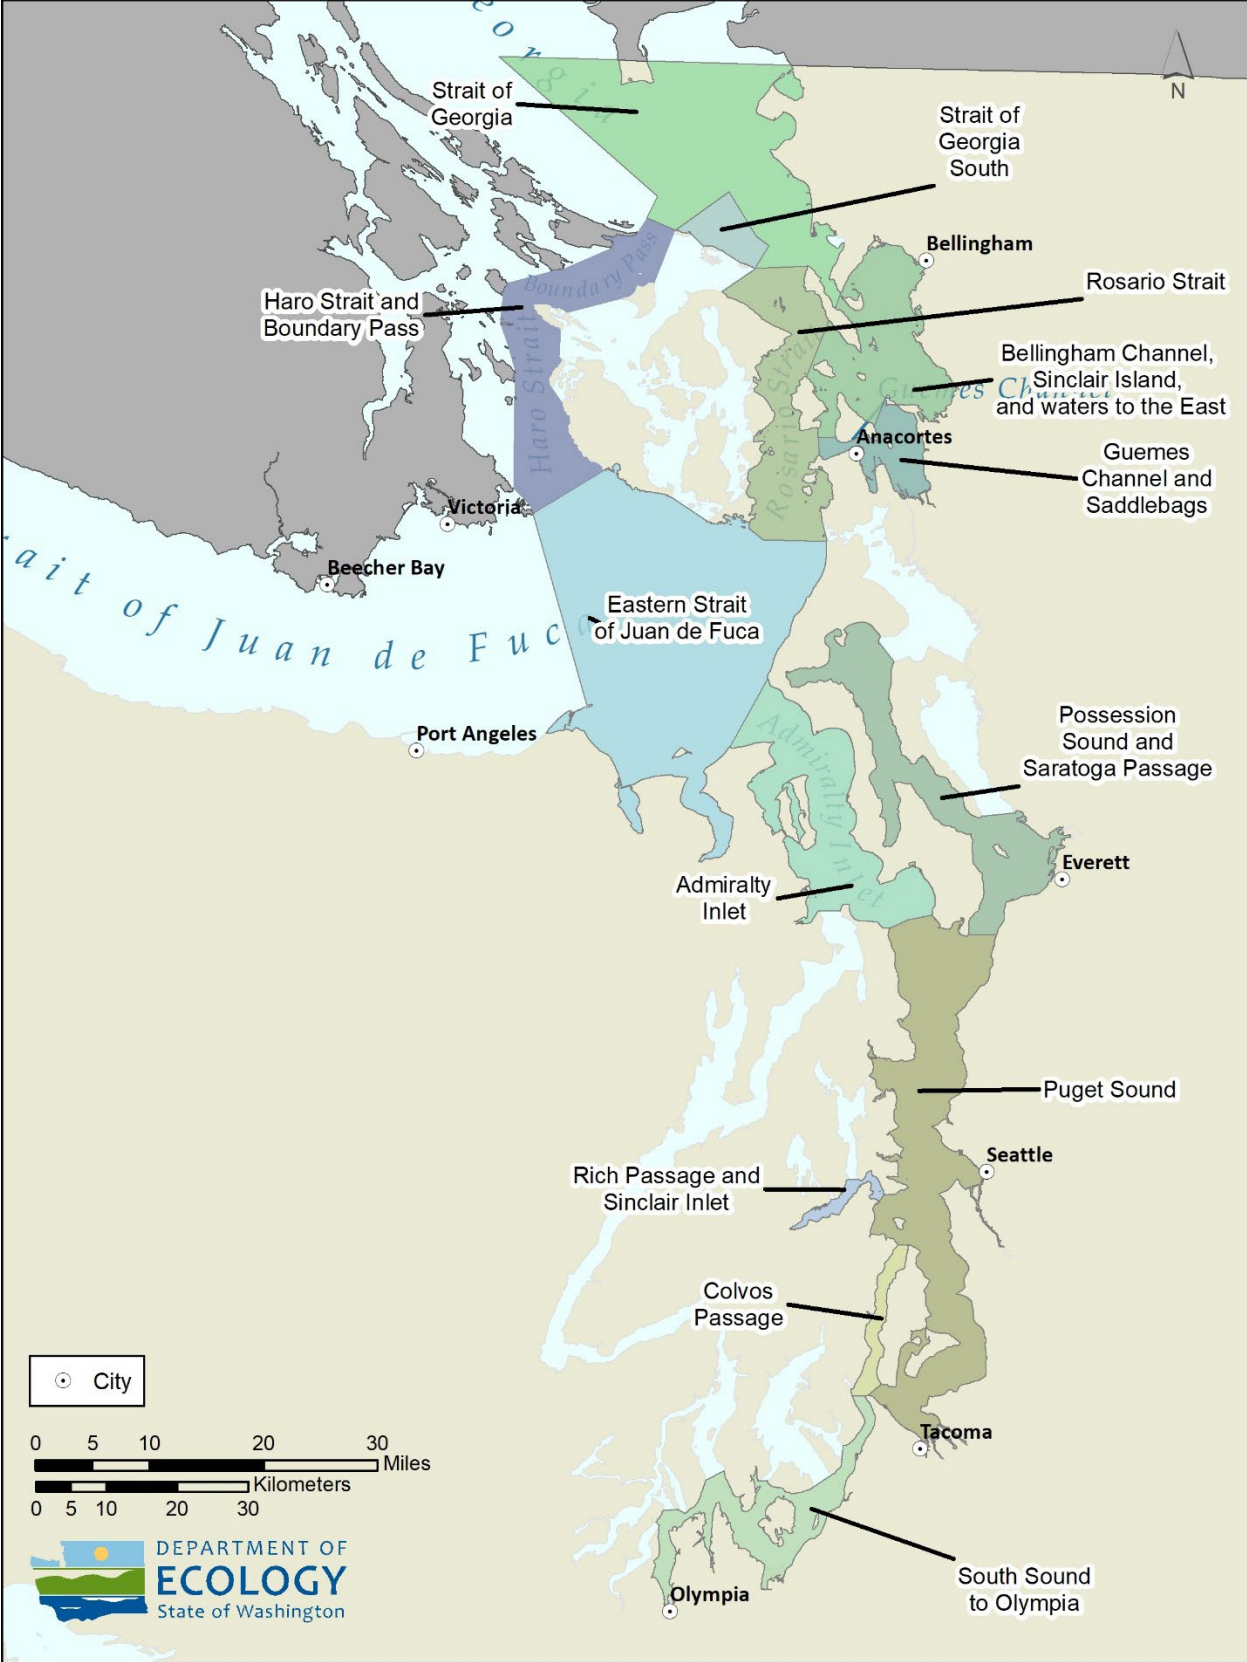 eorgia
N
Strait of
Georgia
Strait of
Georgia
South
Bellingham
Boundary Pass
Rosario Strait
Haro Strait and
Boundary Pass
Haro Strait
Rosario Strait
Bellingham Channel,
Sinclair Island,
and waters to the East
Guemes Channel
Anacortes
Guemes
Channel and
Saddlebags
Victoria
Beecher Bay
rait of Juan de Fuca
Eastern Strait
of Juan de Fuca
Port Angeles
Admiralty Inlet
Possession
Sound and
Saratoga Passage
Everett
Admiralty
Inlet
Puget Sound
Seattle
Rich Passage and
Sinclair Inlet
Colvos
Passage
City
Tacoma
0 5 10 20 30
Miles
Kilometers
0 5 10 20 30
DEPARTMENT OF
ECOLOGY
State of Washington
South Sound
to Olympia
Olympia